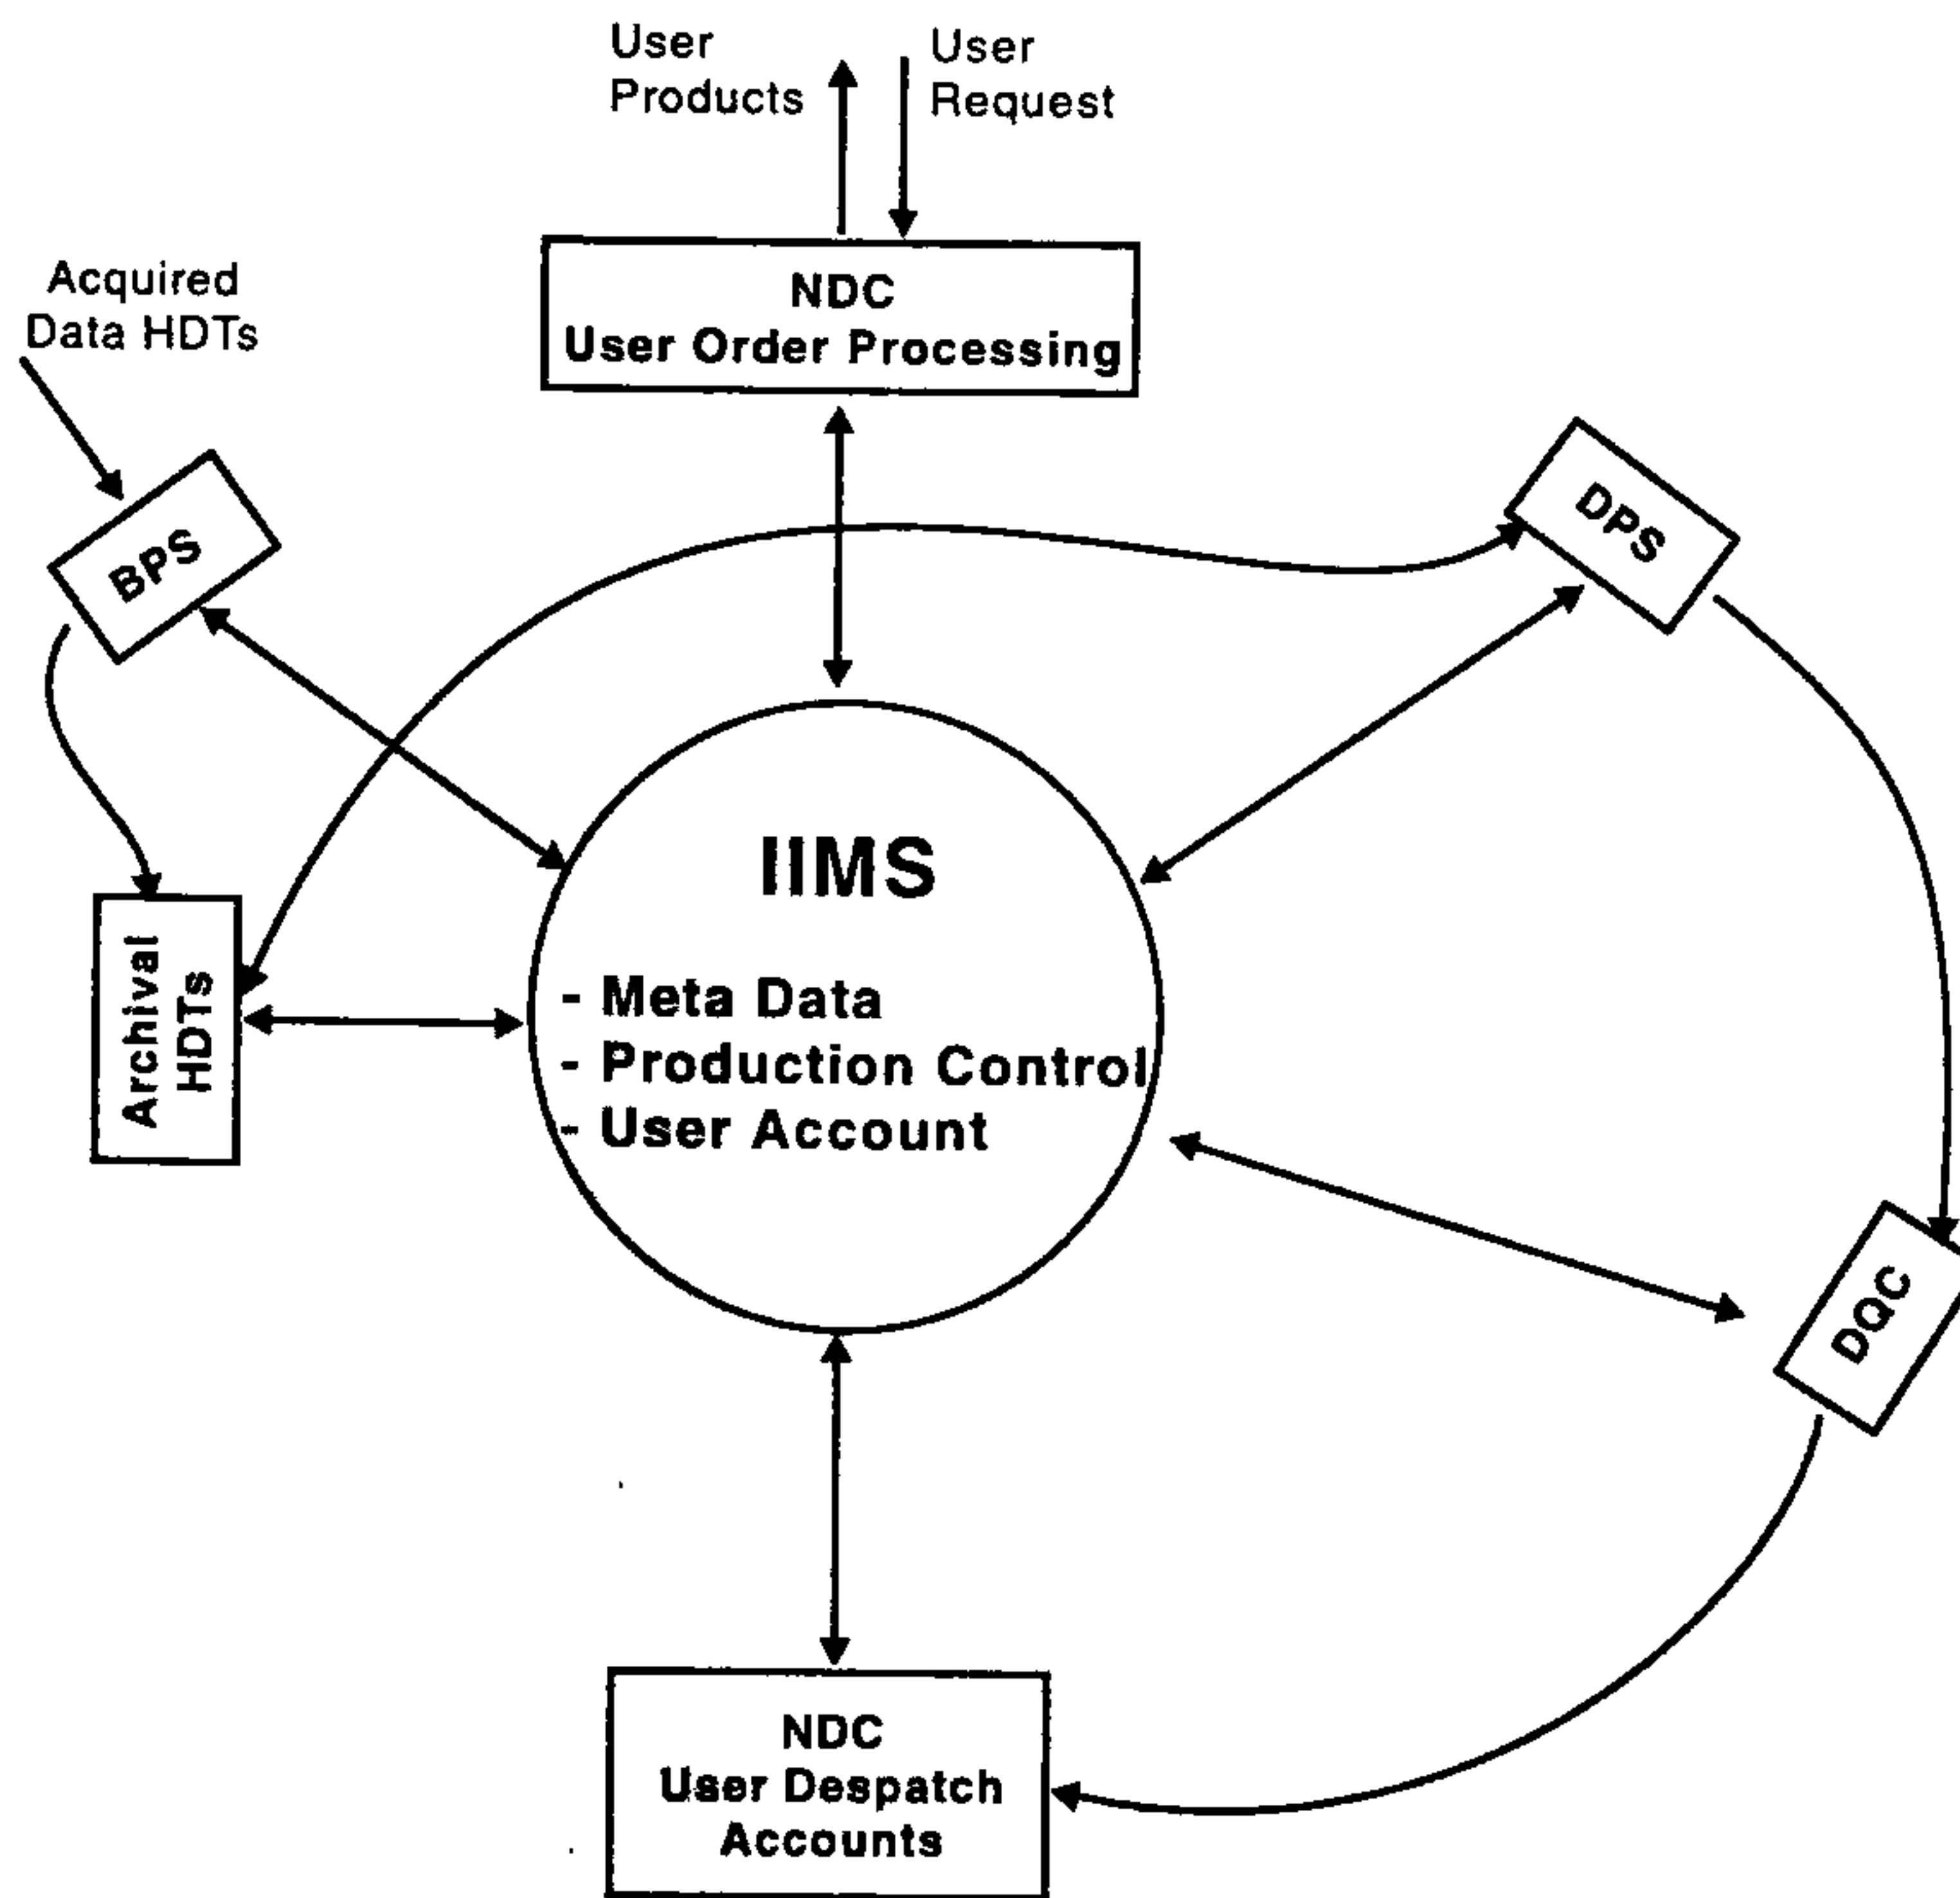 User
Products
User
Request
Acquired
Data HDTs
NDC
User Order Processing
BPS
DPS
IIMS
- Meta Data
- Production Control
- User Account
Archival
HDTs
DQC
NDC
User Despatch
Accounts